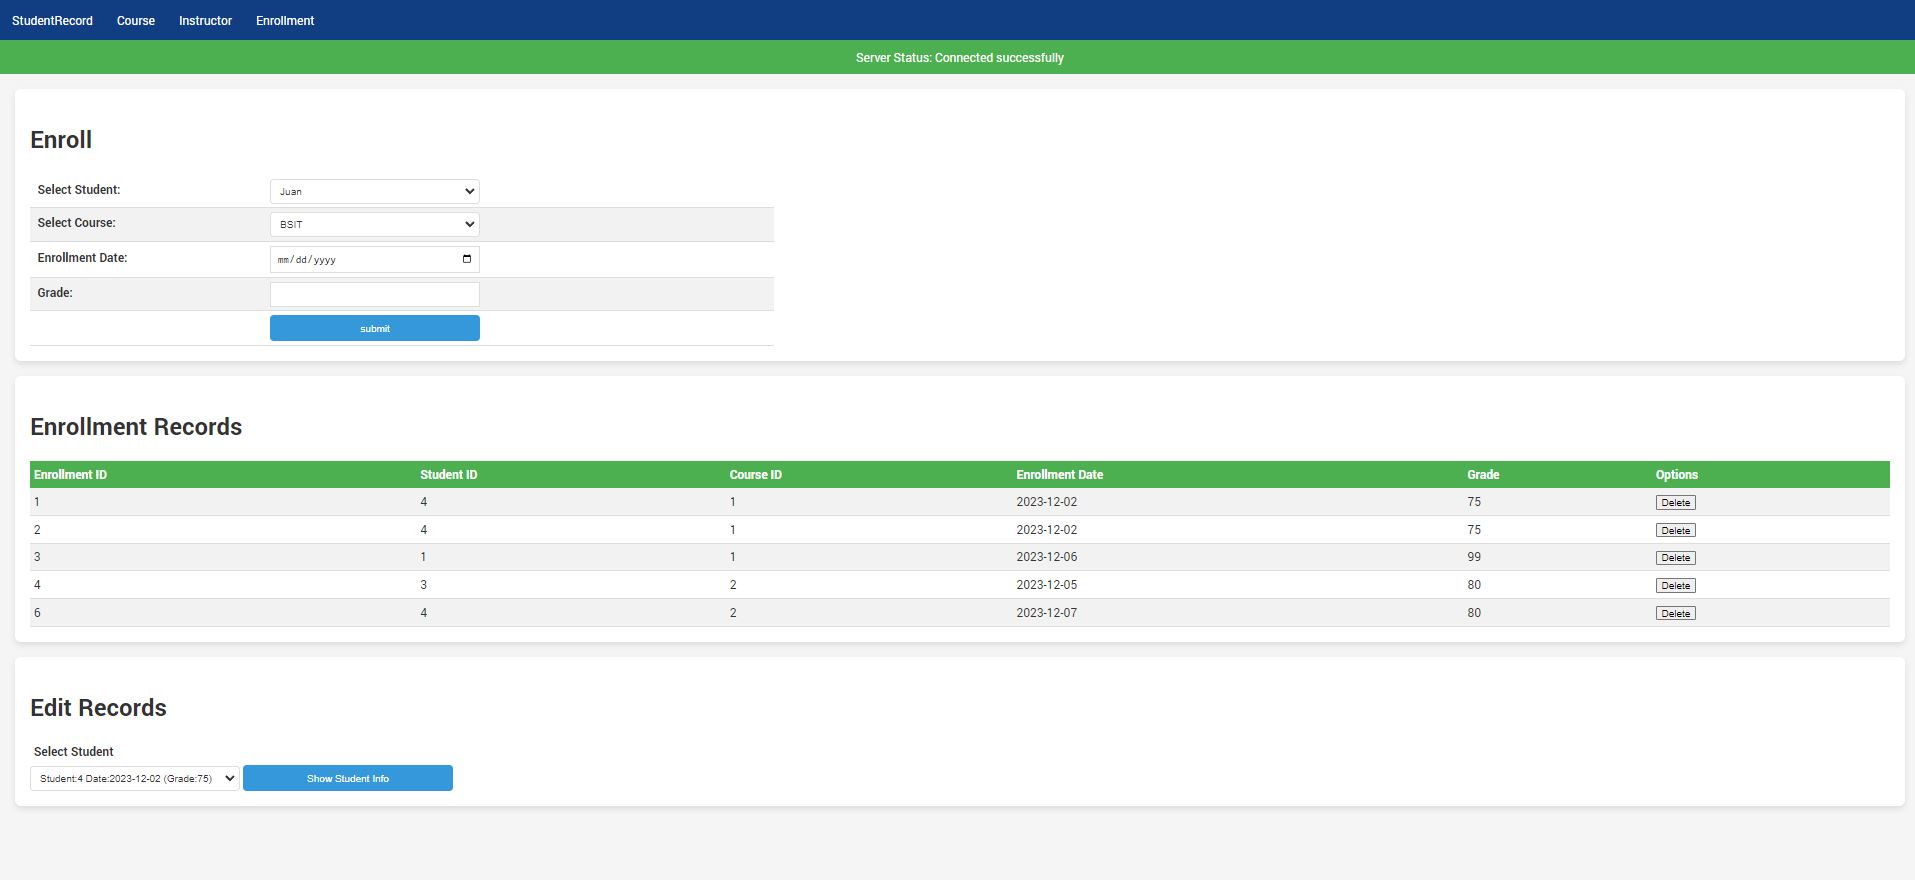 StudentRecord Course Instructor Enrollment
Server Status: Connected successfully
Enroll
Select Student: Juan
Select Course: BSIT
Enrollment Date: mm/dd/yyyy
Grade:
submit
Enrollment Records
Enrollment ID Student ID Course ID Enrollment Date Grade Options
1 4 1 2023-12-02 75 Delete
2 4 1 2023-12-02 75 Delete
3 1 1 2023-12-06 99 Delete
4 3 2 2023-12-05 80 Delete
6 4 2 2023-12-07 80 Delete
Edit Records
Select Student
Student:4 Date:2023-12-02 (Grade:75) Show Student Info